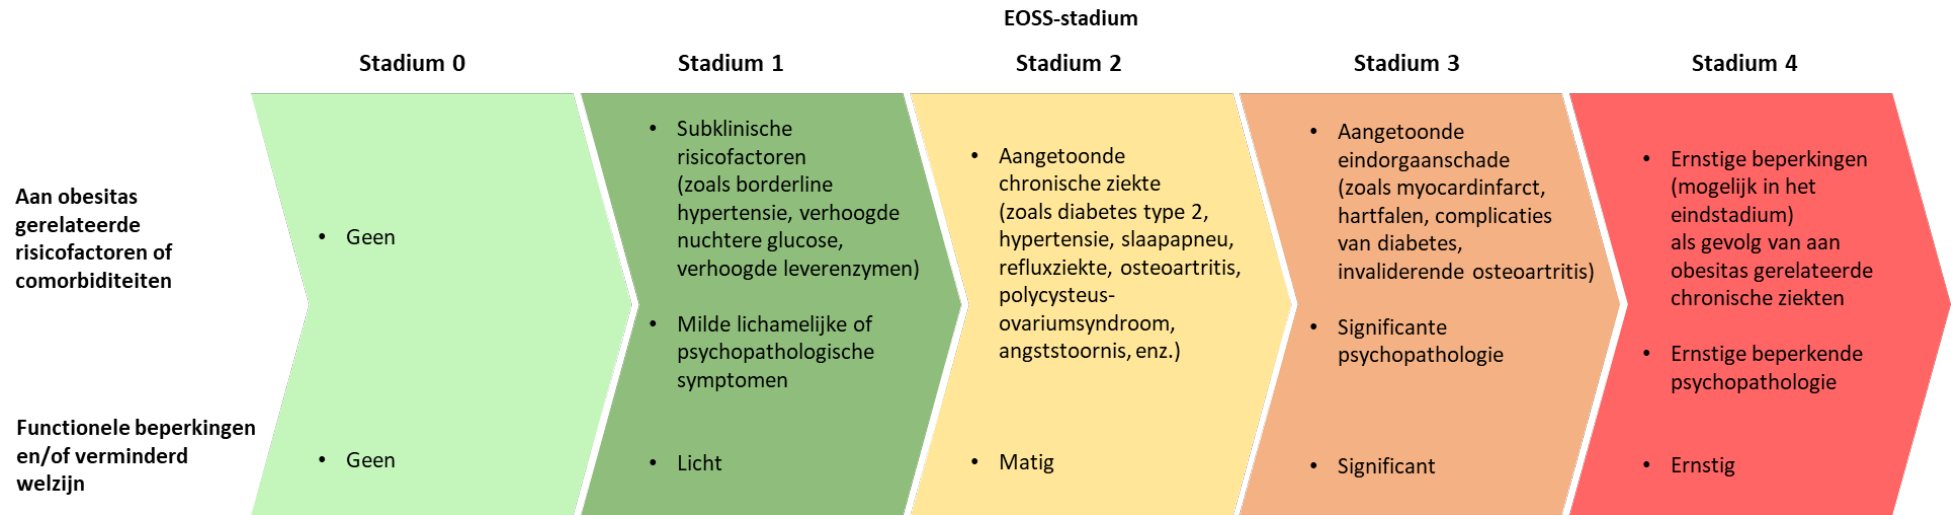 EOSS-stadium
Stadium 0
Stadium 1
Stadium 2
Stadium 3
Stadium 4
Aan obesitas
gerelateerde
risicofactoren of
comorbiditeiten
• Geen
• Subklinische
risicofactoren
(zoals borderline
hypertensie, verhoogde
nuchtere glucose,
verhoogde leverenzymen)
• Milde lichamelijke of
psychopathologische
symptomen
• Aangetoonde
chronische ziekte
(zoals diabetes type 2,
hypertensie, slaapapneu,
refluxziekte, osteoartritis,
polycysteus-
ovariumsyndroom,
angststoornis, enz.)
• Aangetoonde
eindorgaanschade
(zoals myocardinfarct,
hartfalen, complicaties
van diabetes,
invaliderende osteoartritis)
• Significante
psychopathologie
• Ernstige beperkingen
(mogelijk in het
eindstadium)
als gevolg van aan
obesitas gerelateerde
chronische ziekten
• Ernstige beperkende
psychopathologie
Functionele beperkingen
en/of verminderd
welzijn
• Geen
• Licht
• Matig
• Significant
• Ernstig